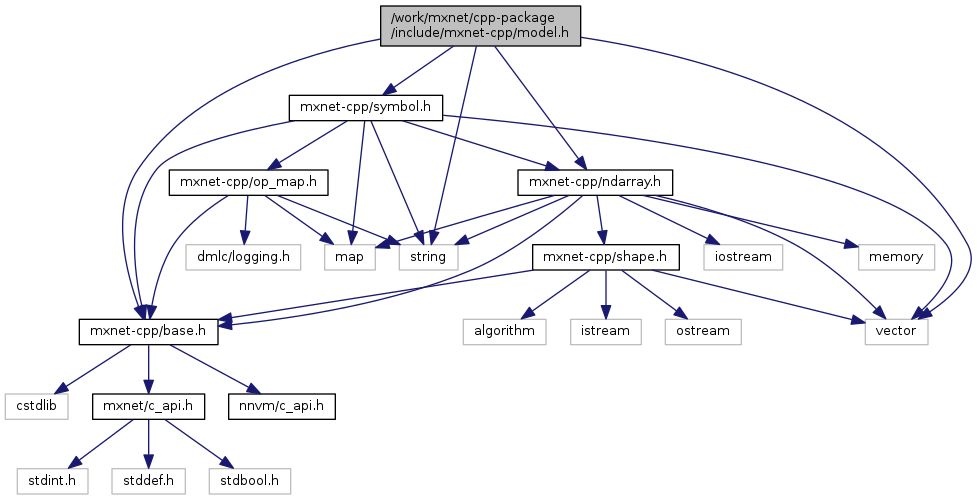 /work/mxnet/cpp-package
/include/mxnet-cpp/model.h
mxnet-cpp/symbol.h
mxnet-cpp/op_map.h
mxnet-cpp/ndarray.h
dmlc/logging.h
map
string
mxnet-cpp/shape.h
iostream
memory
mxnet-cpp/base.h
algorithm
istream
ostream
vector
cstdlib
mxnet/c_api.h
nnvm/c_api.h
stdint.h
stddef.h
stdbool.h